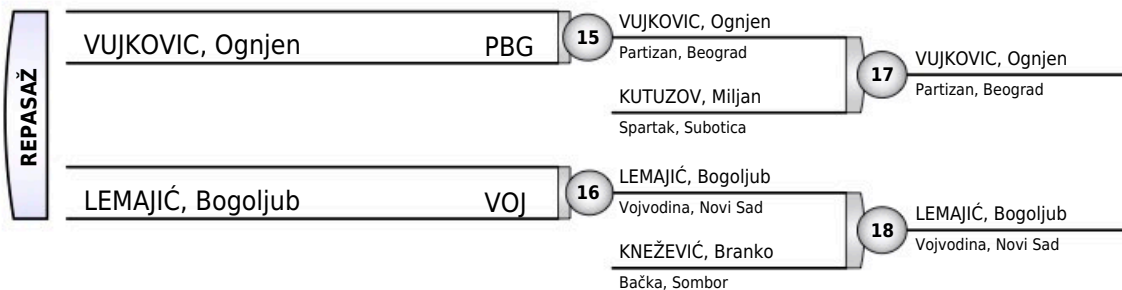 REPASAŽ
VUJKOVIC, Ognjen PBG
15
VUJKOVIC, Ognjen
Partizan, Beograd
KUTUZOV, Miljan
Spartak, Subotica
17
VUJKOVIC, Ognjen
Partizan, Beograd
LEMAJIĆ, Bogoljub VOJ
16
LEMAJIĆ, Bogoljub
Vojvodina, Novi Sad
KNEŽEVIĆ, Branko
Bačka, Sombor
18
LEMAJIĆ, Bogoljub
Vojvodina, Novi Sad